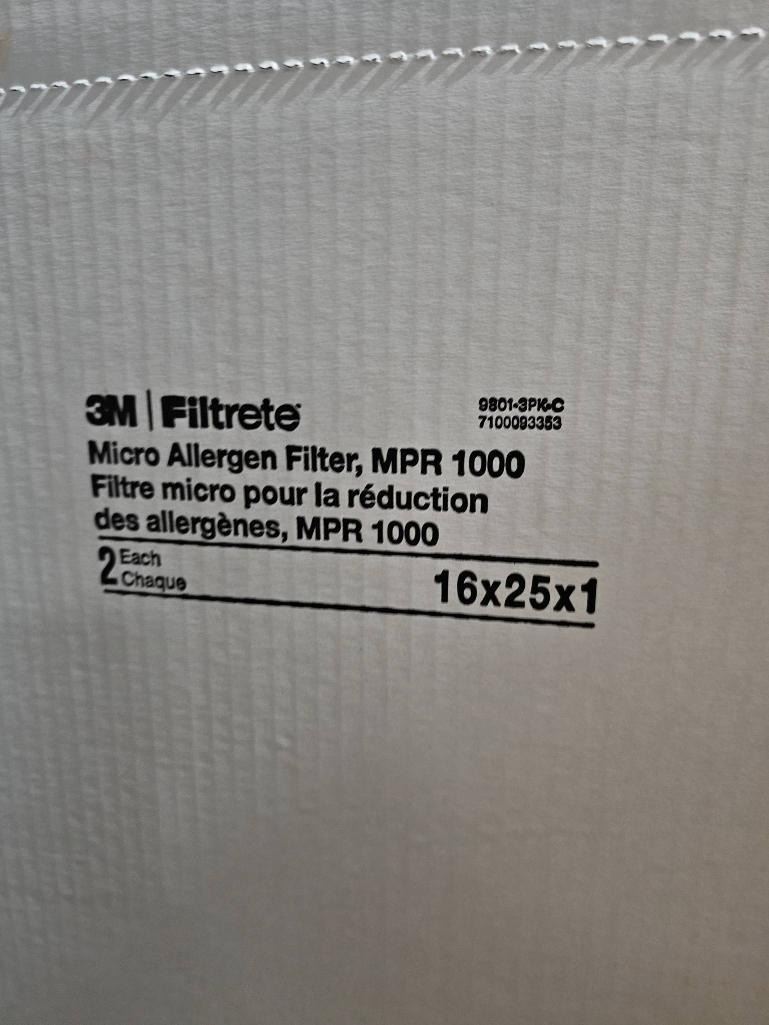 3M | Filtrete™
9801-3PK-C
7100093353
Micro Allergen Filter, MPR 1000
Filtre micro pour la réduction
des allergènes, MPR 1000
2 Each
Chaque
16x25x1